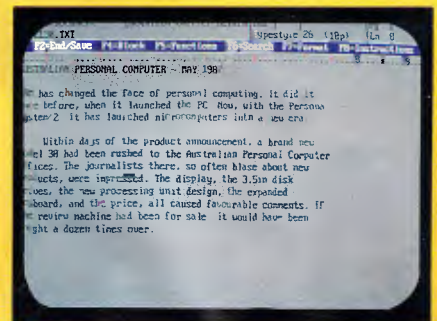 .TXT Typestyle 26 (10p) (Ln 8
F2=End/Save F4=Block F5=Functions F6=Search F7=Format F8=Instructions
PERSONAL COMPUTER - MAY 198
has changed the face of personal computing. It did it
before, when it launched the PC Now, with the Persona
2 it has launched microcomputers into a new era
Within days of the product announcement, a brand new
el 30 had been rushed to the Australian Personal Computer
fices. The journalists there, so often blase about new
ucts, were impressed. The display, the 3.5in disk
ives, the new processing unit design, the expanded
board, and the price, all caused favourable comments. If
review machine had been for sale it would have been
ght a dozen times over.